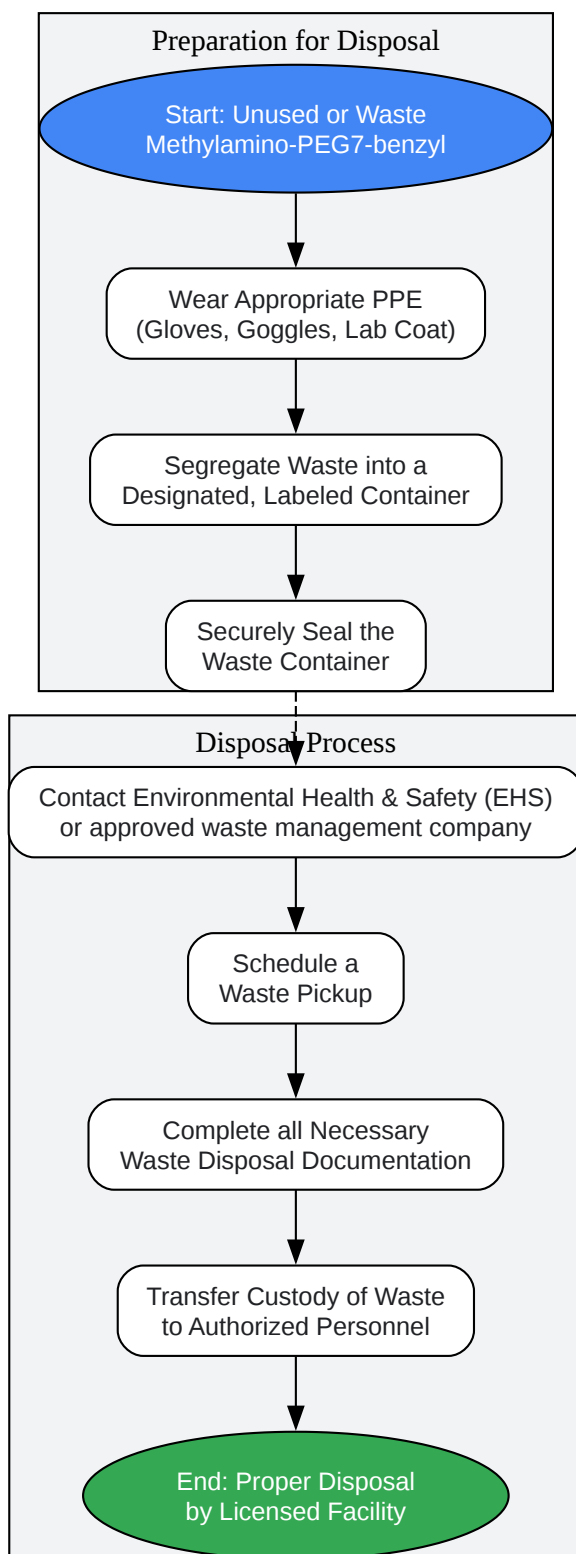 Preparation for Disposal
Start: Unused or Waste
Methylamino-PEG7-benzyl
Wear Appropriate PPE
(Gloves, Goggles, Lab Coat)
Segregate Waste into a
Designated, Labeled Container
Securely Seal the
Waste Container
Disposal Process
Contact Environmental Health & Safety (EHS)
or approved waste management company
Schedule a
Waste Pickup
Complete all Necessary
Waste Disposal Documentation
Transfer Custody of Waste
to Authorized Personnel
End: Proper Disposal
by Licensed Facility